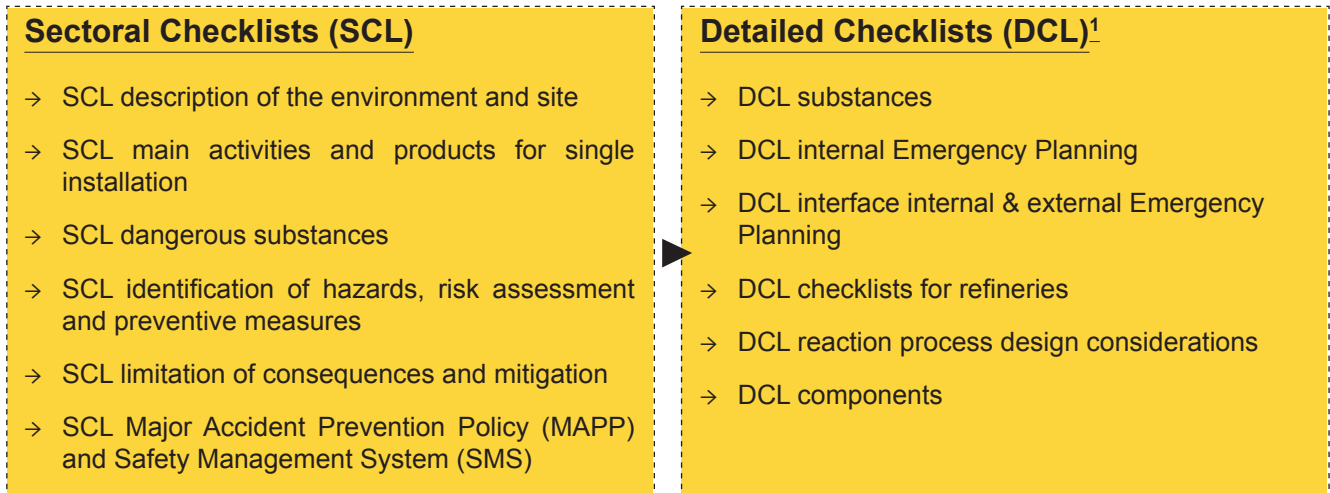 Sectoral Checklists (SCL)
→ SCL description of the environment and site
→ SCL main activities and products for single
installation
→ SCL dangerous substances
→ SCL identification of hazards, risk assessment
and preventive measures
→ SCL limitation of consequences and mitigation
→ SCL Major Accident Prevention Policy (MAPP)
and Safety Management System (SMS)
Detailed Checklists (DCL)¹
→ DCL substances
→ DCL internal Emergency Planning
→ DCL interface internal & external Emergency
Planning
→ DCL checklists for refineries
→ DCL reaction process design considerations
→ DCL components